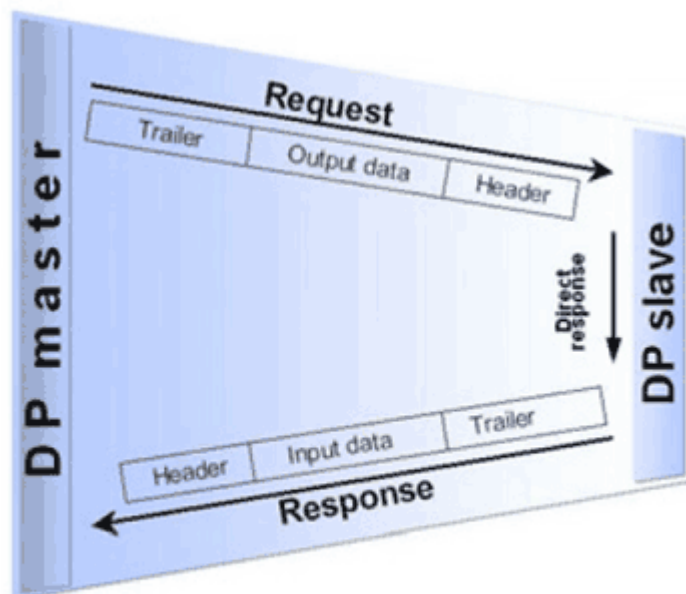 DP master
Request
Trailer
Output data
Header
Direct
response
DP slave
Header
Input data
Trailer
Response